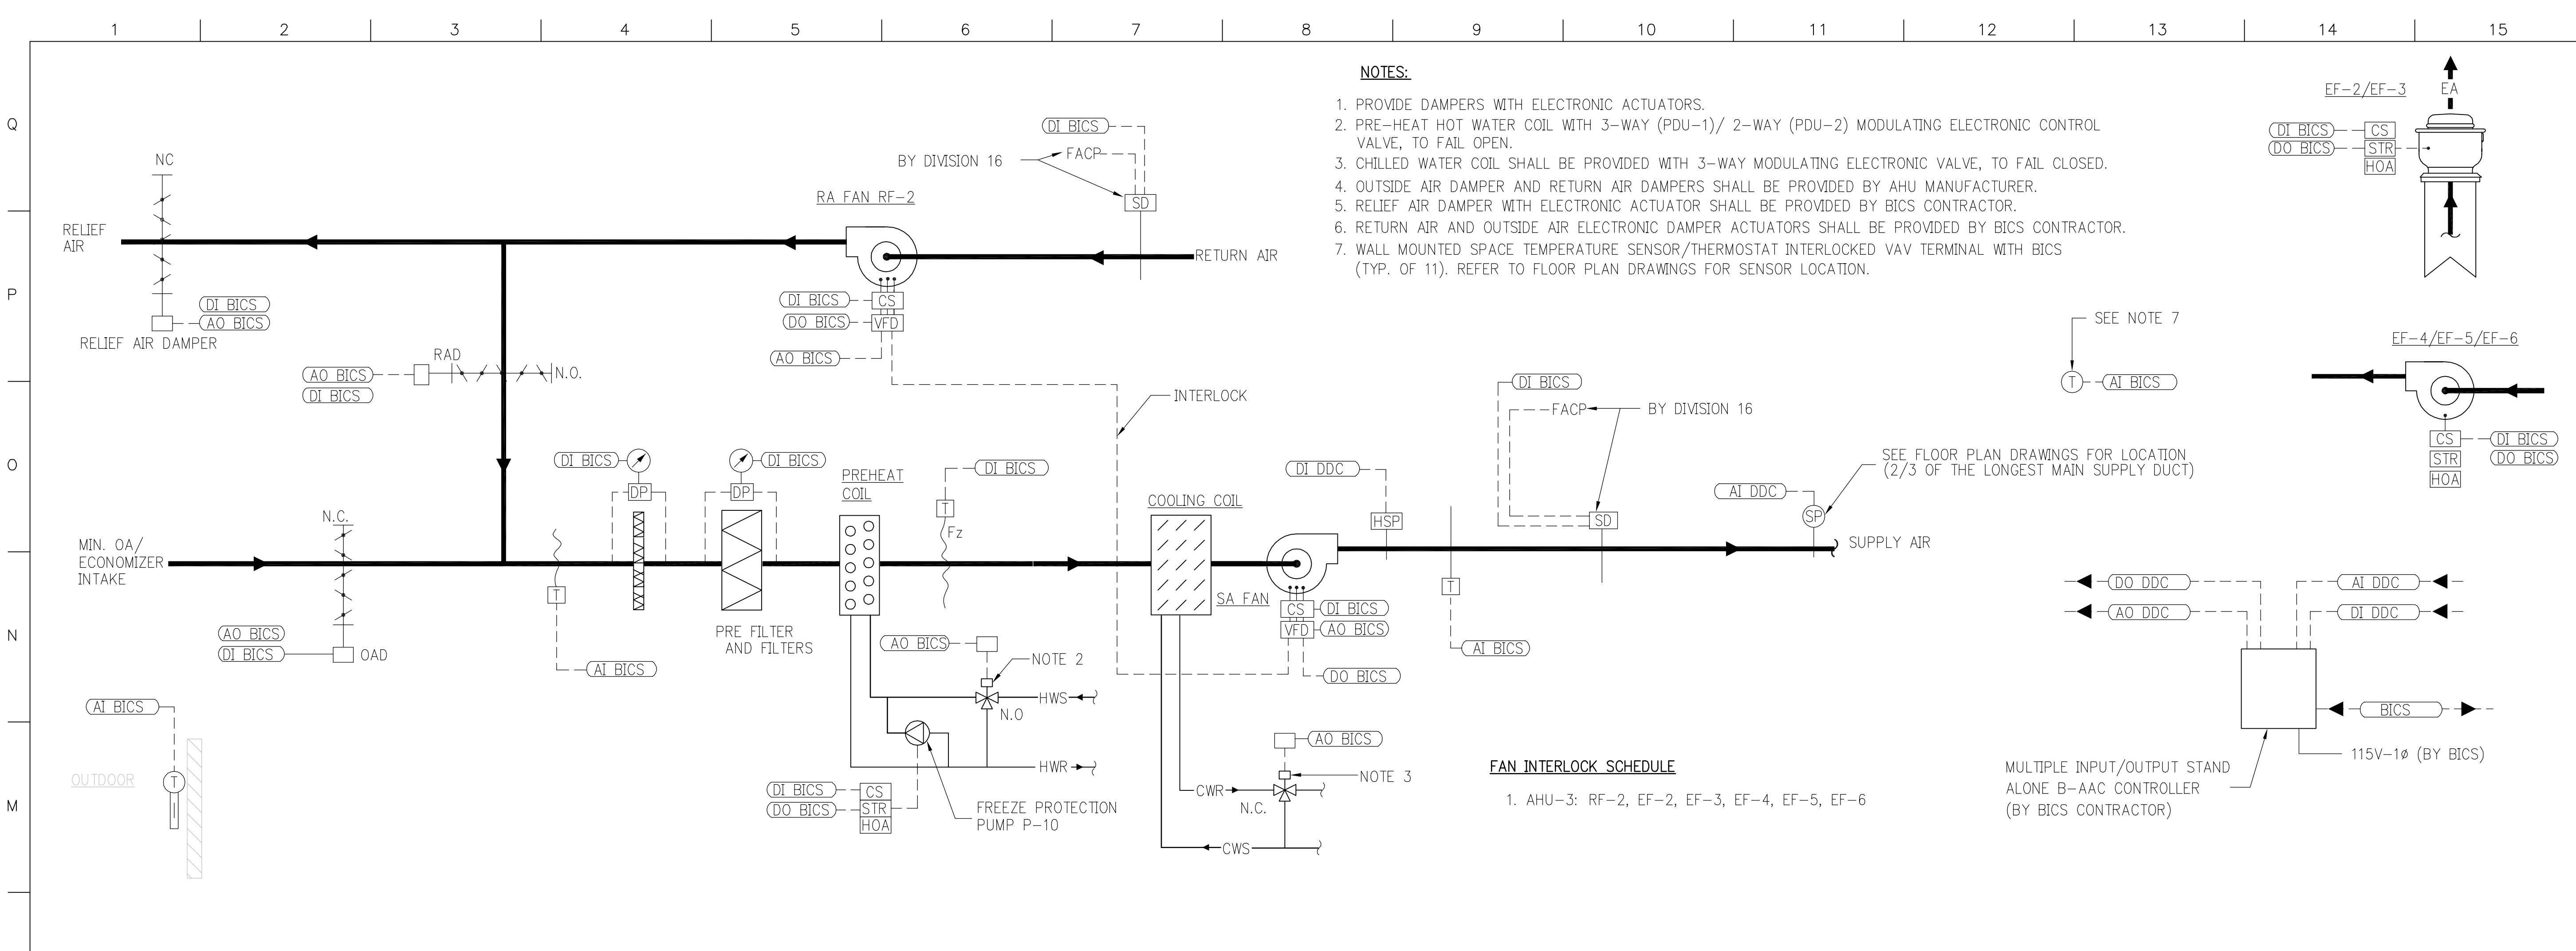 1 2 3 4 5 6 7 8 9 10 11 12 13 14 15
Q
P
O
N
M
NOTES:
1. PROVIDE DAMPERS WITH ELECTRONIC ACTUATORS.
2. PRE-HEAT HOT WATER COIL WITH 3-WAY (PDU-1)/ 2-WAY (PDU-2) MODULATING ELECTRONIC CONTROL
VALVE, TO FAIL OPEN.
3. CHILLED WATER COIL SHALL BE PROVIDED WITH 3-WAY MODULATING ELECTRONIC VALVE, TO FAIL CLOSED.
4. OUTSIDE AIR DAMPER AND RETURN AIR DAMPERS SHALL BE PROVIDED BY AHU MANUFACTURER.
5. RELIEF AIR DAMPER WITH ELECTRONIC ACTUATOR SHALL BE PROVIDED BY BICS CONTRACTOR.
6. RETURN AIR AND OUTSIDE AIR ELECTRONIC DAMPER ACTUATORS SHALL BE PROVIDED BY BICS CONTRACTOR.
7. WALL MOUNTED SPACE TEMPERATURE SENSOR/THERMOSTAT INTERLOCKED VAV TERMINAL WITH BICS
(TYP. OF 11). REFER TO FLOOR PLAN DRAWINGS FOR SENSOR LOCATION.
EF-2/EF-3
EA
DI BICS
CS
DO BICS
STR
HOA
NC
RELIEF
AIR
DI BICS
AO BICS
RELIEF AIR DAMPER
RA FAN RF-2
DI BICS
BY DIVISION 16
FACP
SD
RETURN AIR
DI BICS
CS
DO BICS
VFD
AO BICS
RAD
AO BICS
N.O.
DI BICS
INTERLOCK
SEE NOTE 7
T
AI BICS
EF-4/EF-5/EF-6
CS
DI BICS
STR
DO BICS
HOA
DI BICS
DP
DI BICS
DP
PREHEAT
COIL
DI BICS
T
Fz
COOLING COIL
DI DDC
HSP
DI BICS
FACP
BY DIVISION 16
SD
AI DDC
SP
SEE FLOOR PLAN DRAWINGS FOR LOCATION
(2/3 OF THE LONGEST MAIN SUPPLY DUCT)
SUPPLY AIR
N.C.
MIN. OA/
ECONOMIZER
INTAKE
AO BICS
DI BICS
OAD
T
AI BICS
PRE FILTER
AND FILTERS
AO BICS
NOTE 2
HWS
N.O
HWR
SA FAN
CS
DI BICS
VFD
AO BICS
DO BICS
T
AI BICS
DO DDC
AI DDC
AO DDC
DI DDC
BICS
115V-1ø (BY BICS)
MULTIPLE INPUT/OUTPUT STAND
ALONE B-AAC CONTROLLER
(BY BICS CONTRACTOR)
AI BICS
OUTDOOR
T
DI BICS
CS
DO BICS
STR
HOA
FREEZE PROTECTION
PUMP P-10
AO BICS
NOTE 3
CWR
N.C.
CWS
FAN INTERLOCK SCHEDULE
1. AHU-3: RF-2, EF-2, EF-3, EF-4, EF-5, EF-6